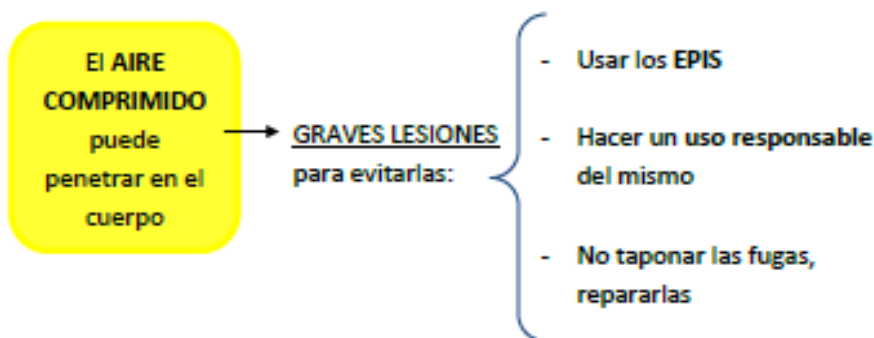 El AIRE
COMPRIMIDO
puede
penetrar en el
cuerpo
GRAVES LESIONES
para evitarlas:
- Usar los EPIS
- Hacer un uso responsable
del mismo
- No taponar las fugas,
repararlas